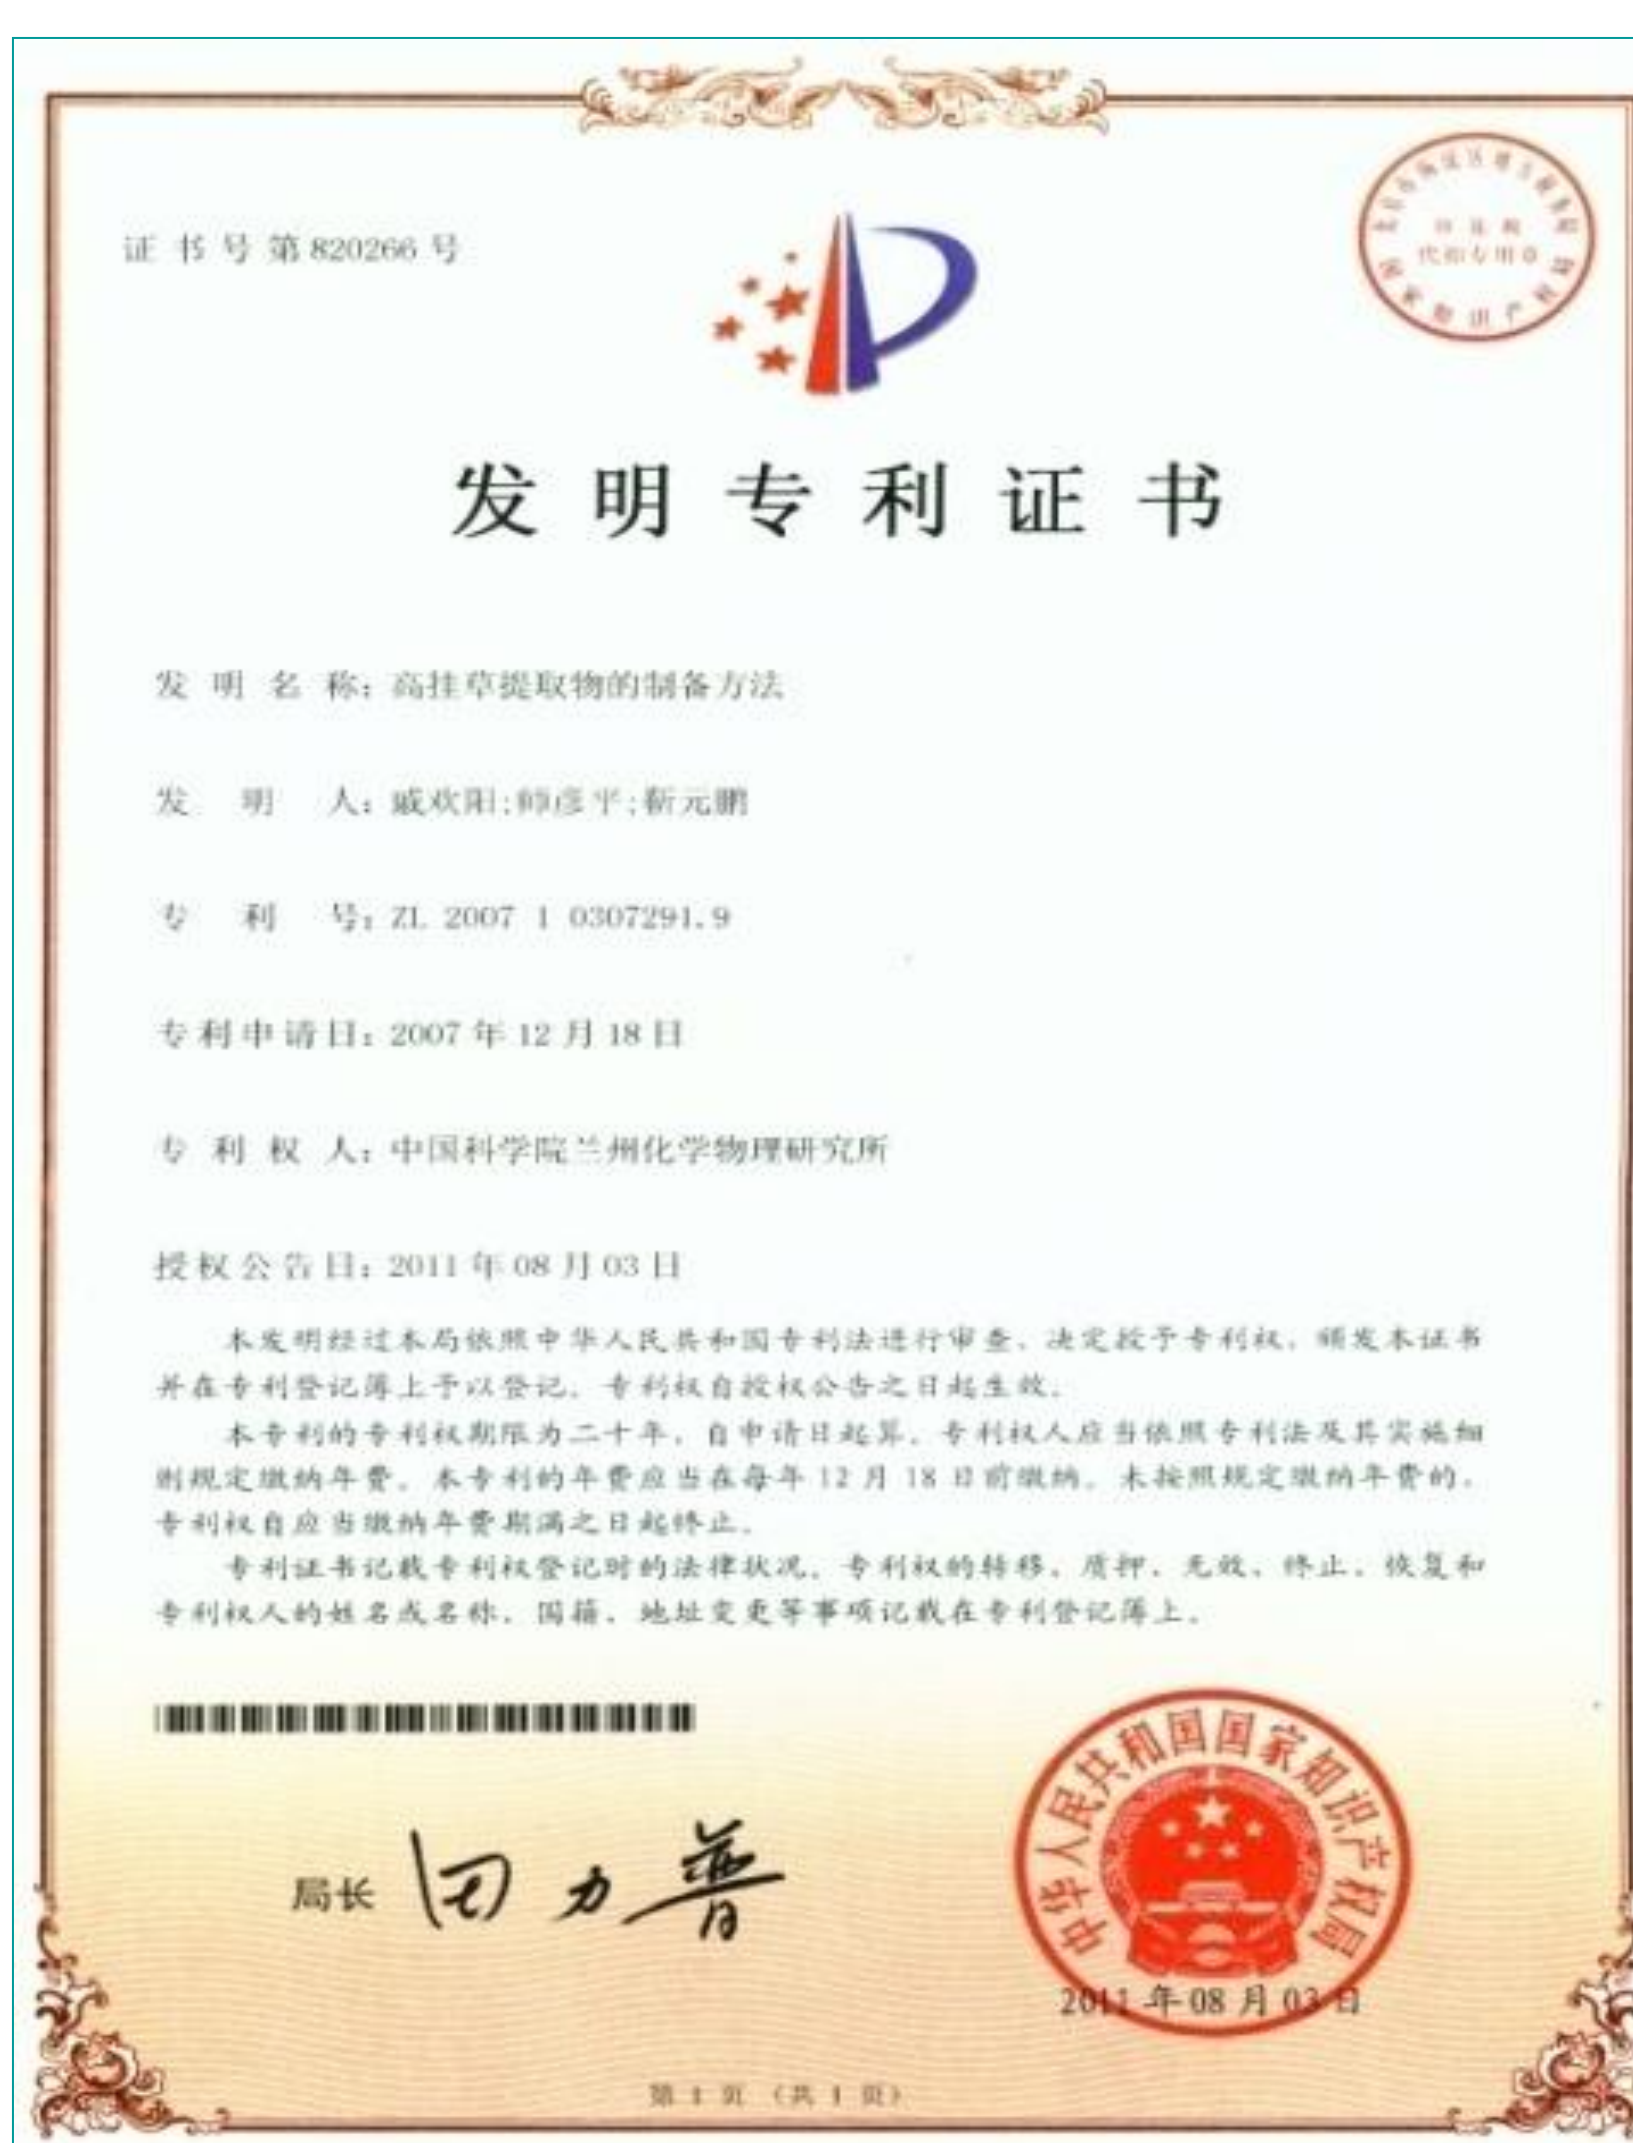 证书号第820266号
代扣专用章
发明专利证书
发明名称：高挂草提取物的制备方法
发明人：戚欢阳;师彦平;靳元鹏
专利号：ZL 2007 1 0307291.9
专利申请日：2007年12月18日
专利权人：中国科学院兰州化学物理研究所
授权公告日：2011年08月03日
本发明经过本局依照中华人民共和国专利法进行审查，决定授予专利权，颁发本证书
并在专利登记簿上予以登记。专利权自授权公告之日起生效。
本专利的专利权期限为二十年，自申请日起算。专利权人应当依照专利法及其实施细
则规定缴纳年费。本专利的年费应当在每年12月18日前缴纳。未按照规定缴纳年费的，
专利权自应当缴纳年费期满之日起终止。
专利证书记载专利权登记时的法律状况。专利权的转移、质押、无效、终止、恢复和
专利权人的姓名或名称、国籍、地址变更等事项记载在专利登记簿上。
中华人民共和国国家知识产权局
局长 田力普
2011年08月03日
第1页（共1页）